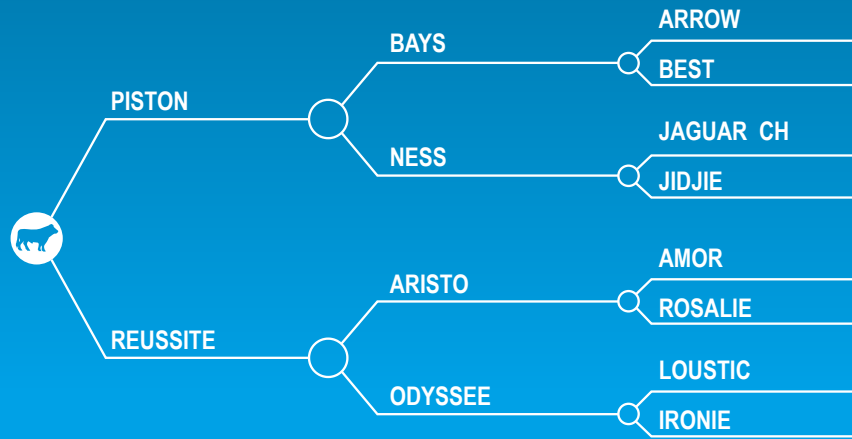 ARROW
BAYS
BEST
PISTON
JAGUAR CH
NESS
JIDJIE
AMOR
ARISTO
ROSALIE
REUSSITE
LOUSTIC
ODYSSEE
IRONIE